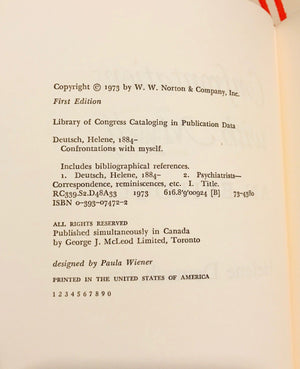 Copyright © 1973 by W. W. Norton & Company, Inc.
First Edition
Library of Congress Cataloging in Publication Data
Deutsch, Helene, 1884–
Confrontations with myself.
Includes bibliographical references.
1. Deutsch, Helene, 1884– 2. Psychiatrists—
Correspondence, reminiscences, etc. I. Title.
RC339.52.D48A33 1973 616.8'9'00924 [B] 73-4380
ISBN 0-393-07472-2
ALL RIGHTS RESERVED
Published simultaneously in Canada
by George J. McLeod Limited, Toronto
designed by Paula Wiener
PRINTED IN THE UNITED STATES OF AMERICA
1 2 3 4 5 6 7 8 9 0